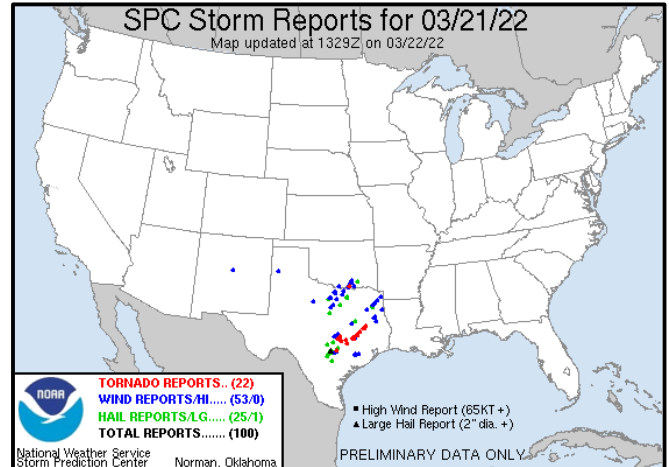 SPC Storm Reports for 03/21/22
Map updated at 1329Z on 03/22/22
NOAA
TORNADO REPORTS.. (22)
WIND REPORTS/HI..... (53/0)
HAIL REPORTS/LG.... (25/1)
TOTAL REPORTS....... (100)
National Weather Service
Storm Prediction Center Norman, Oklahoma
High Wind Report (65KT +)
Large Hail Report (2" dia. +)
PRELIMINARY DATA ONLY